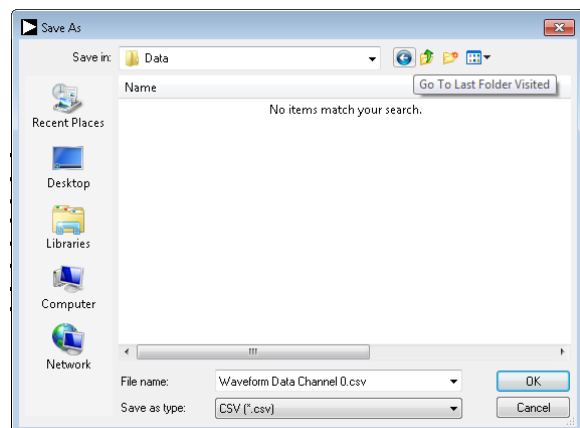 Save As
Save in:
Data
Go To Last Folder Visited
Name
No items match your search.
Recent Places
Desktop
Libraries
Computer
Network
File name:
Waveform Data Channel 0.csv
OK
Save as type:
CSV (*.csv)
Cancel